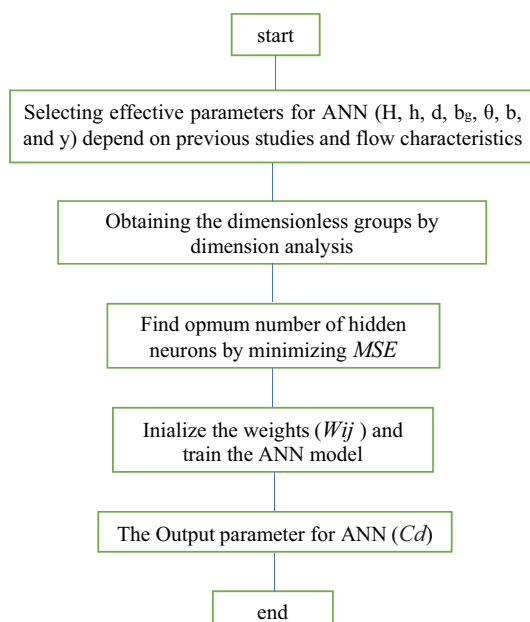 start
Selecting effective parameters for ANN (H, h, d, bg, θ, b,
and y) depend on previous studies and flow characteristics
Obtaining the dimensionless groups by
dimension analysis
Find opmum number of hidden
neurons by minimizing MSE
Inialize the weights (Wij ) and
train the ANN model
The Output parameter for ANN (Cd)
end